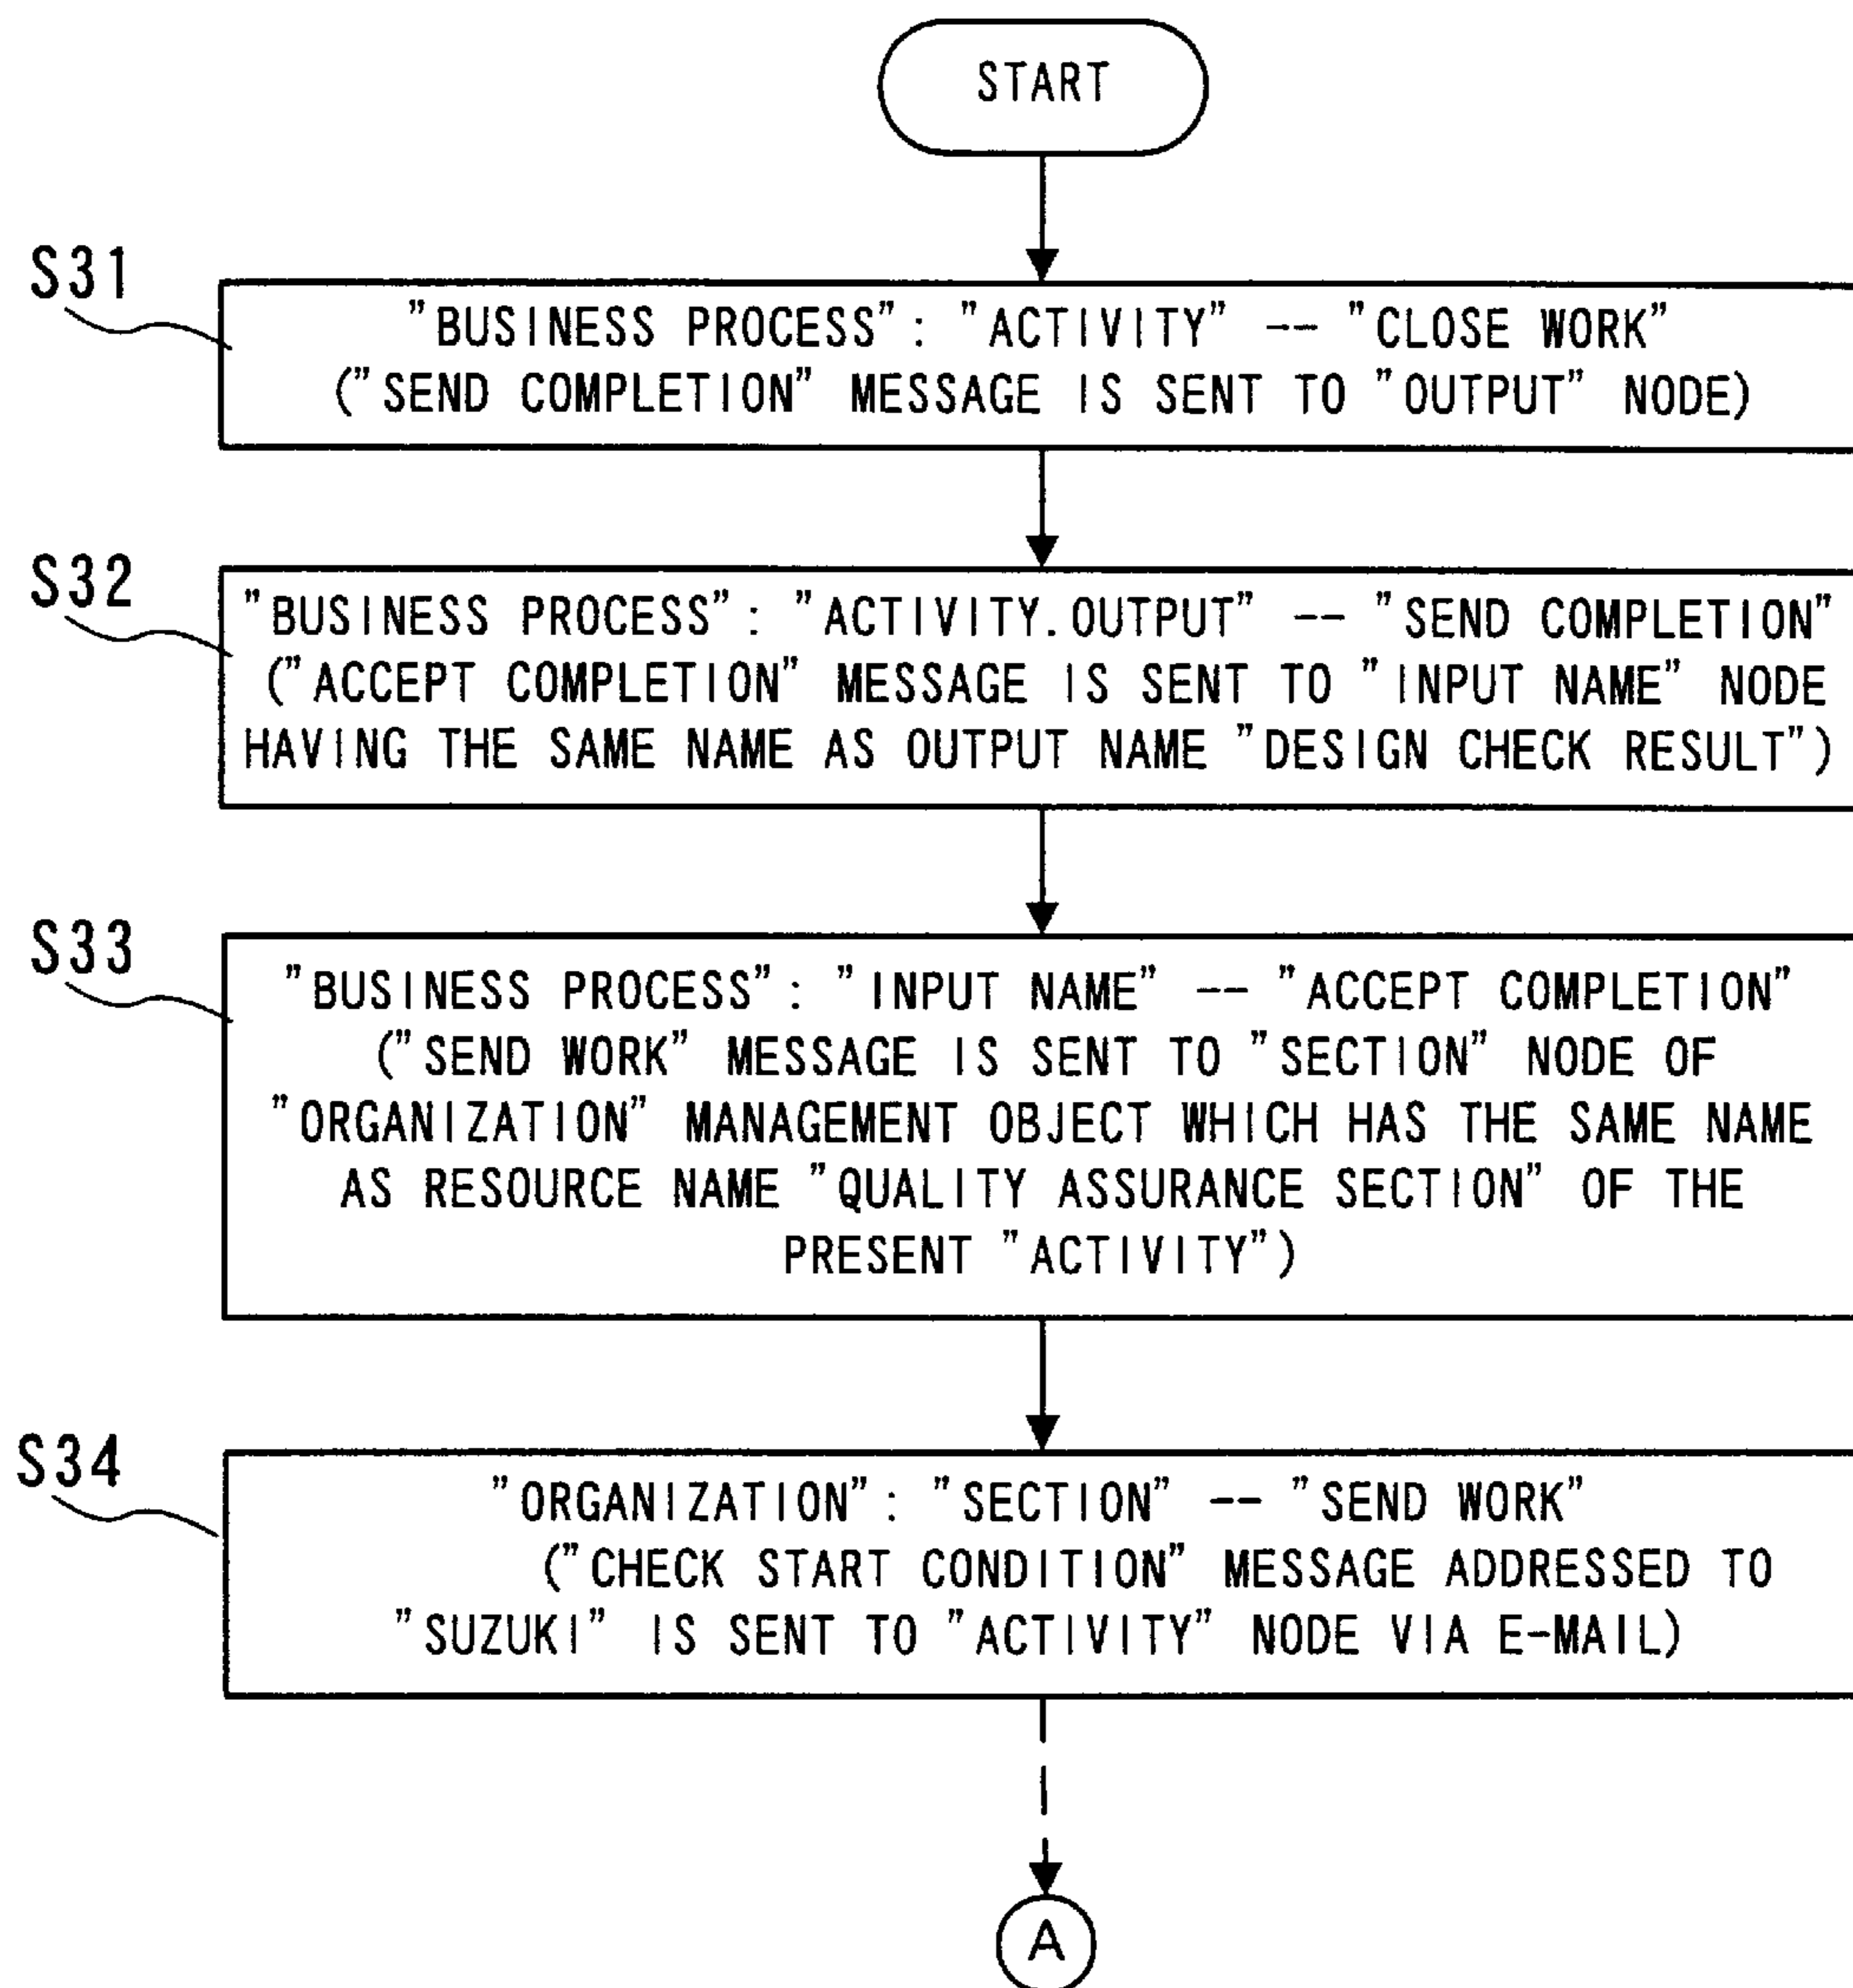 START
S31
"BUSINESS PROCESS": "ACTIVITY" -- "CLOSE WORK"
("SEND COMPLETION" MESSAGE IS SENT TO "OUTPUT" NODE)
S32
"BUSINESS PROCESS": "ACTIVITY.OUTPUT" -- "SEND COMPLETION"
("ACCEPT COMPLETION" MESSAGE IS SENT TO "INPUT NAME" NODE
HAVING THE SAME NAME AS OUTPUT NAME "DESIGN CHECK RESULT")
S33
"BUSINESS PROCESS": "INPUT NAME" -- "ACCEPT COMPLETION"
("SEND WORK" MESSAGE IS SENT TO "SECTION" NODE OF
"ORGANIZATION" MANAGEMENT OBJECT WHICH HAS THE SAME NAME
AS RESOURCE NAME "QUALITY ASSURANCE SECTION" OF THE
PRESENT "ACTIVITY")
S34
"ORGANIZATION": "SECTION" -- "SEND WORK"
("CHECK START CONDITION" MESSAGE ADDRESSED TO
"SUZUKI" IS SENT TO "ACTIVITY" NODE VIA E-MAIL)
A